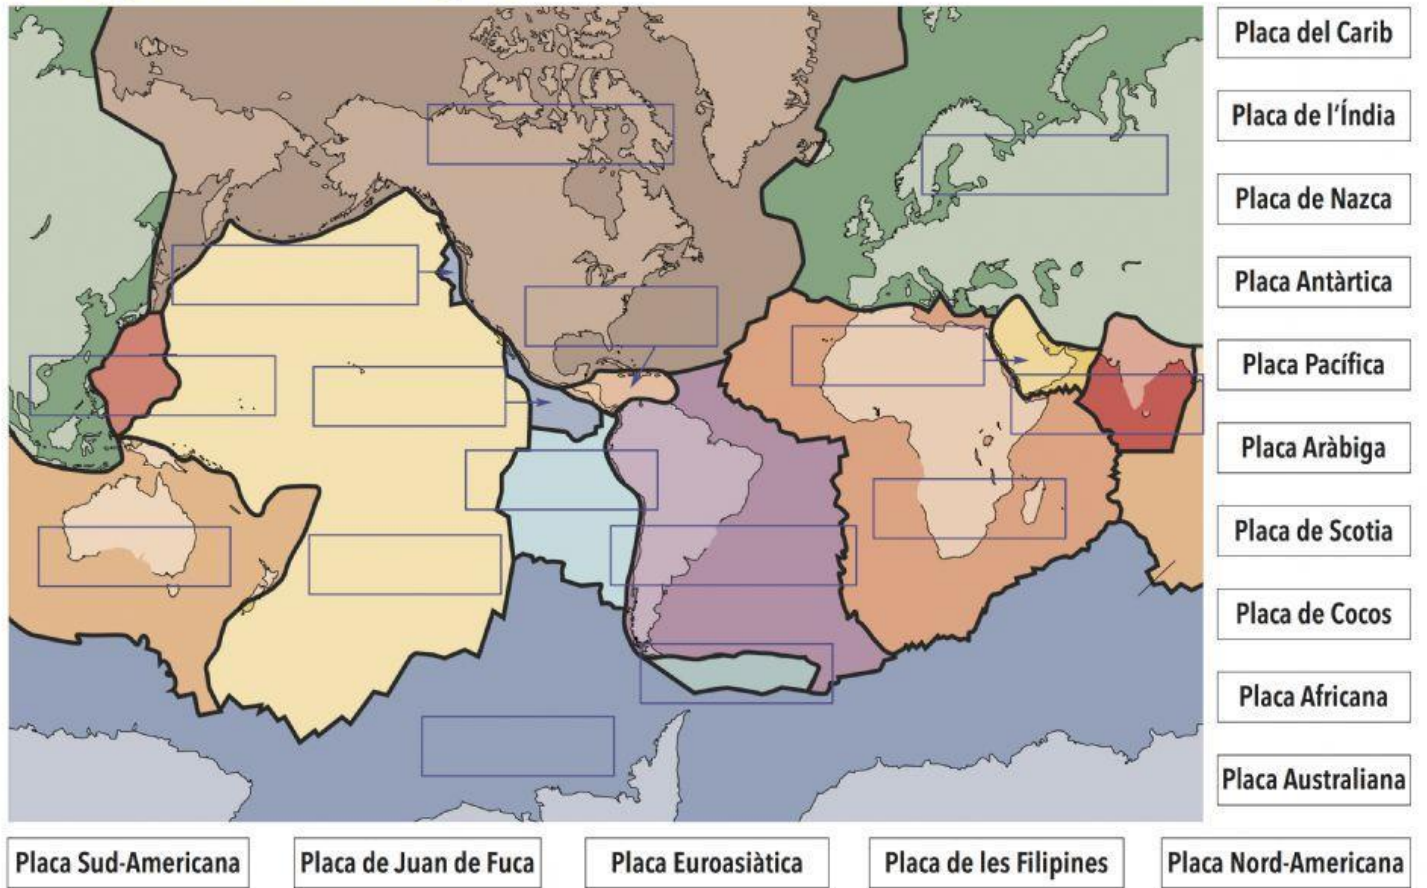 Placa del Carib
Placa de l'Índia
Placa de Nazca
Placa Antàrtica
Placa Pacífica
Placa Aràbiga
Placa de Scotia
Placa de Cocos
Placa Africana
Placa Australiana
Placa Sud-Americana
Placa de Juan de Fuca
Placa Euroasiàtica
Placa de les Filipines
Placa Nord-Americana